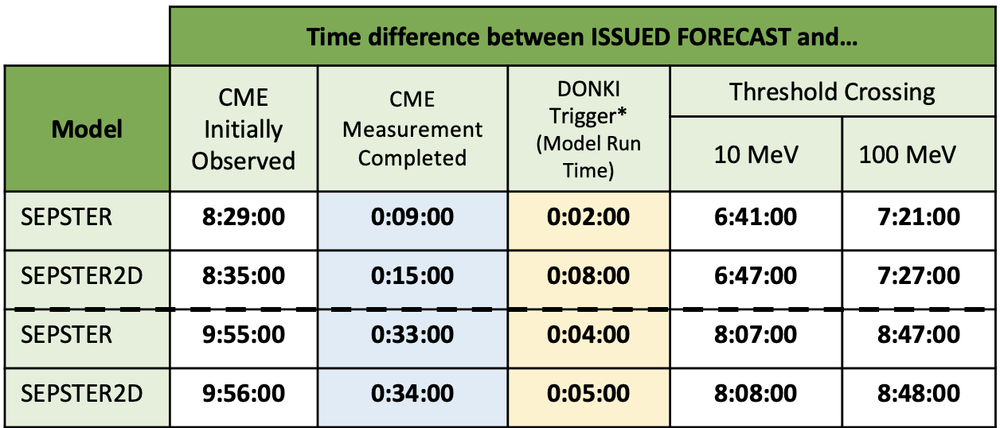 Time difference between ISSUED FORECAST and...
Model
CME
Initially
Observed
CME
Measurement
Completed
DONKI
Trigger*
(Model Run
Time)
Threshold Crossing
10 MeV 100 MeV
SEPSTER 8:29:00 0:09:00 0:02:00 6:41:00 7:21:00
SEPSTER2D 8:35:00 0:15:00 0:08:00 6:47:00 7:27:00
SEPSTER 9:55:00 0:33:00 0:04:00 8:07:00 8:47:00
SEPSTER2D 9:56:00 0:34:00 0:05:00 8:08:00 8:48:00